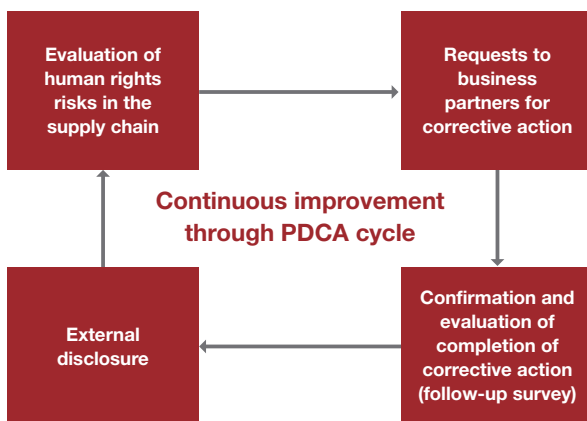 Evaluation of
human rights
risks in the
supply chain
Requests to
business
partners for
corrective action
Continuous improvement
through PDCA cycle
External
disclosure
Confirmation and
evaluation of
completion of
corrective action
(follow-up survey)